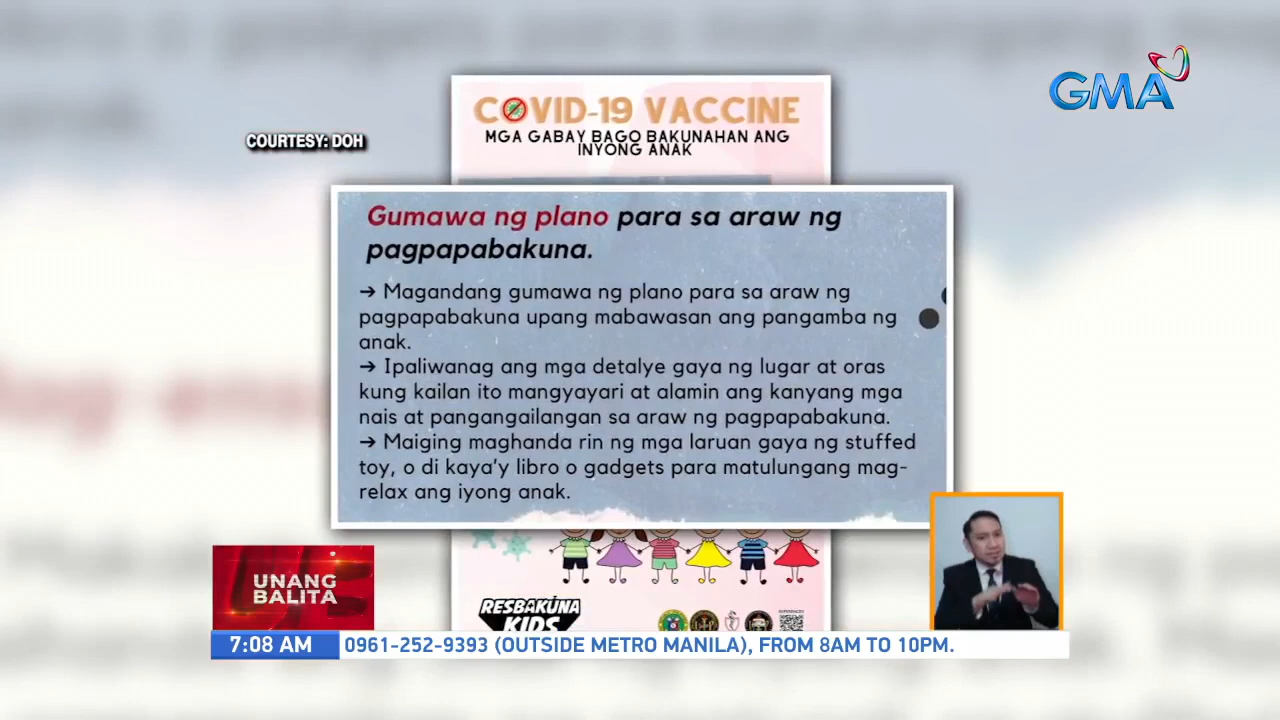 GMA
COURTESY: DOH
COVID-19 VACCINE
MGA GABAY BAGO BAKUNAHAN ANG
INYONG ANAK
Gumawa ng plano para sa araw ng
pagpapabakuna.
→ Magandang gumawa ng plano para sa araw ng
pagpapabakuna upang mabawasan ang pangamba ng
anak.
→ Ipaliwanag ang mga detalye gaya ng lugar at oras
kung kailan ito mangyayari at alamin ang kanyang mga
nais at pangangailangan sa araw ng pagpapabakuna.
→ Maiging maghanda rin ng mga laruan gaya ng stuffed
toy, o di kaya'y libro o gadgets para matulungang mag-
relax ang iyong anak.
RESBAKUNA
KIDS
UNANG
BALITA
7:08 AM
0961-252-9393 (OUTSIDE METRO MANILA), FROM 8AM TO 10PM.